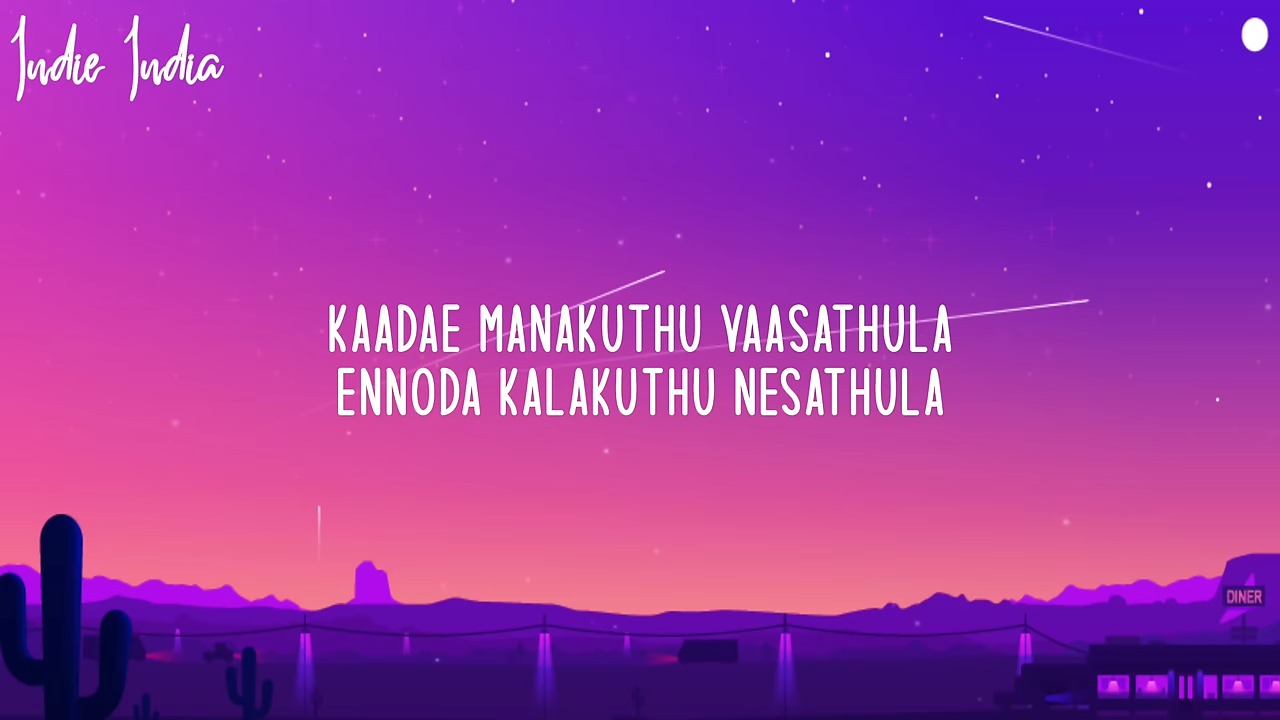 Indie India
KAADAE MANAKUTHU VAASATHULA
ENNODA KALAKUTHU NESATHULA
DINER